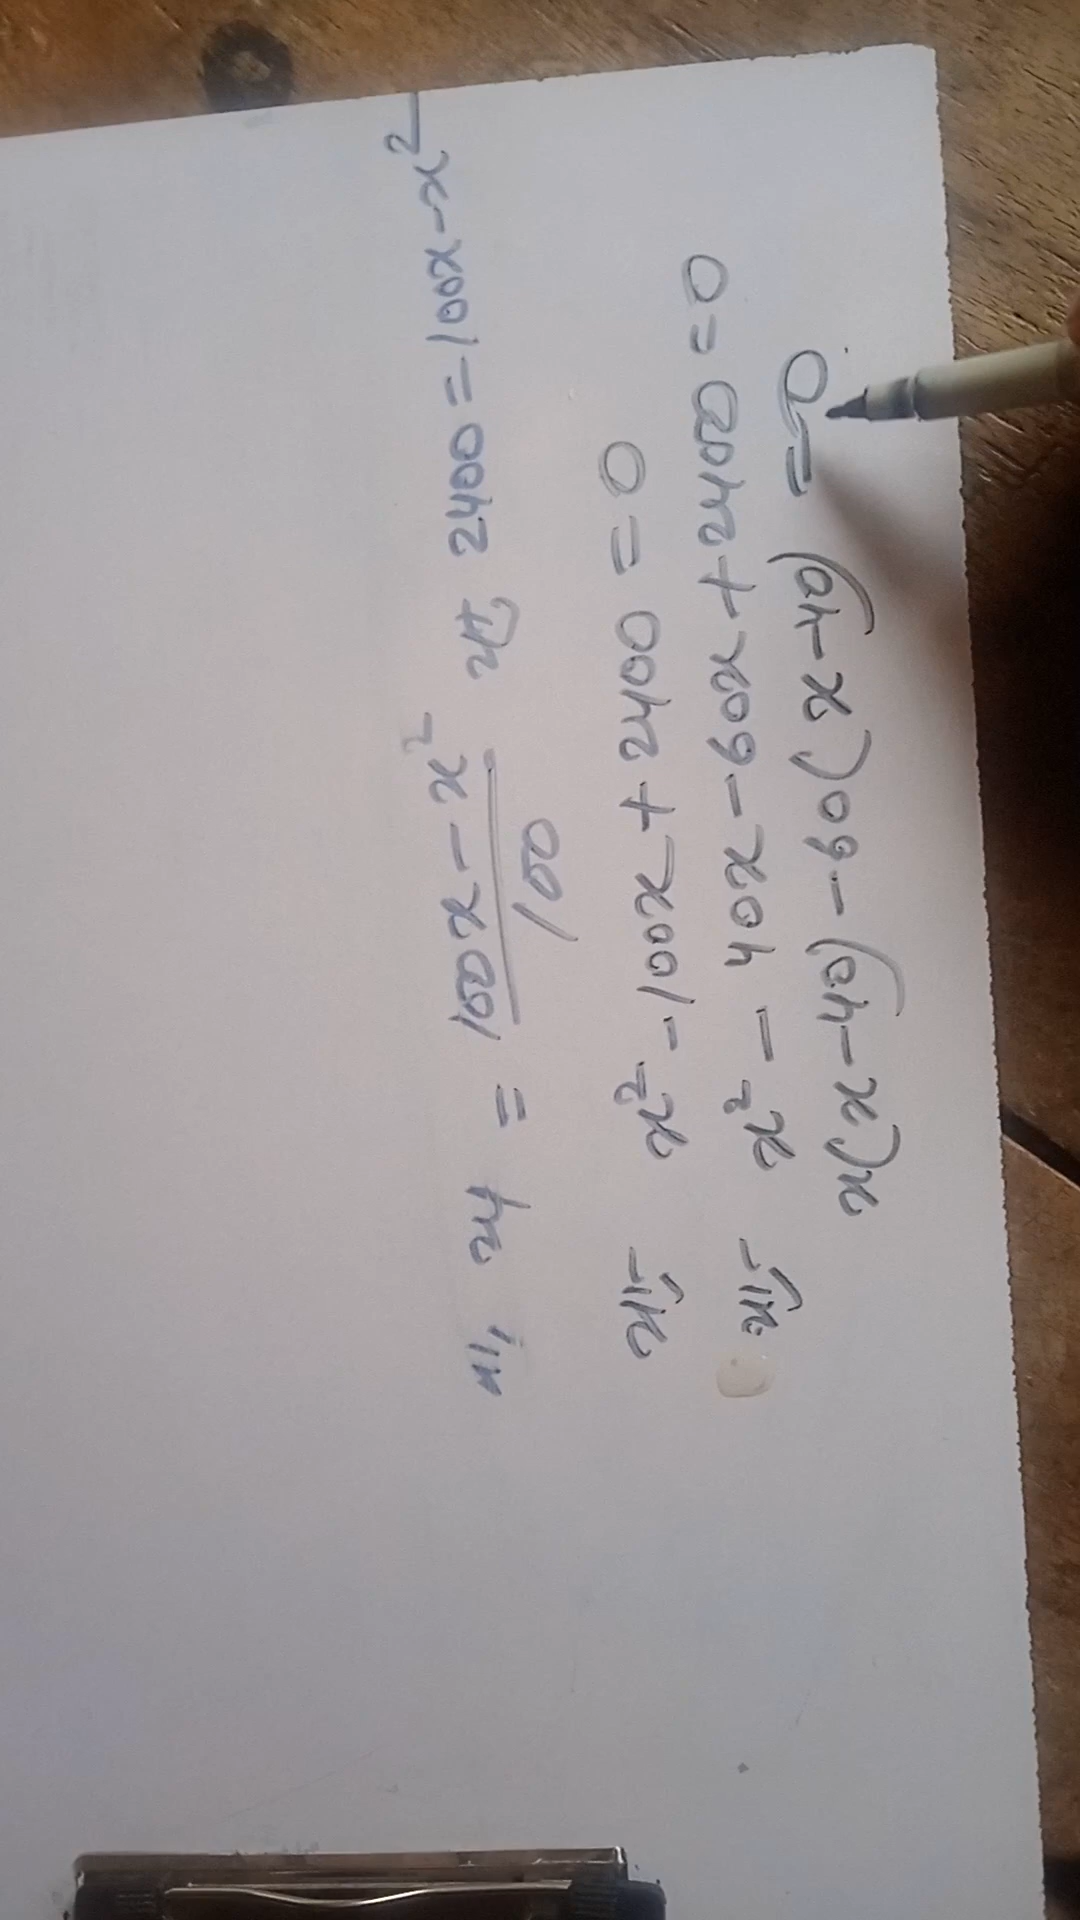 বা, 24 = 100x – x² / 100 বা, 2400 = 100x – x²
বা x² – 100x + 2400 = 0
বা x² – 40x – 60x + 2400 = 0
x(x–40) – 60(x–40) = 0